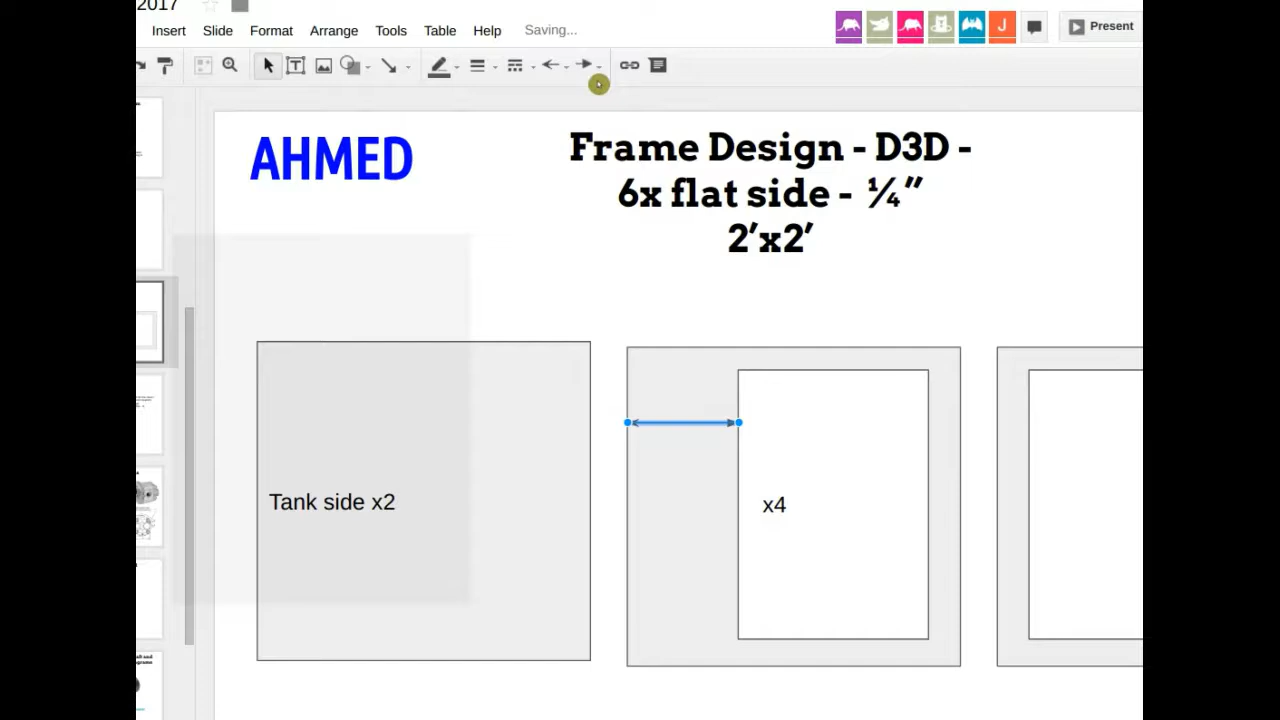 2017
Insert Slide Format Arrange Tools Table Help Saving...
J
Present
AHMED
Frame Design - D3D -
6x flat side - ¼”
2’x2’
Tank side x2
x4